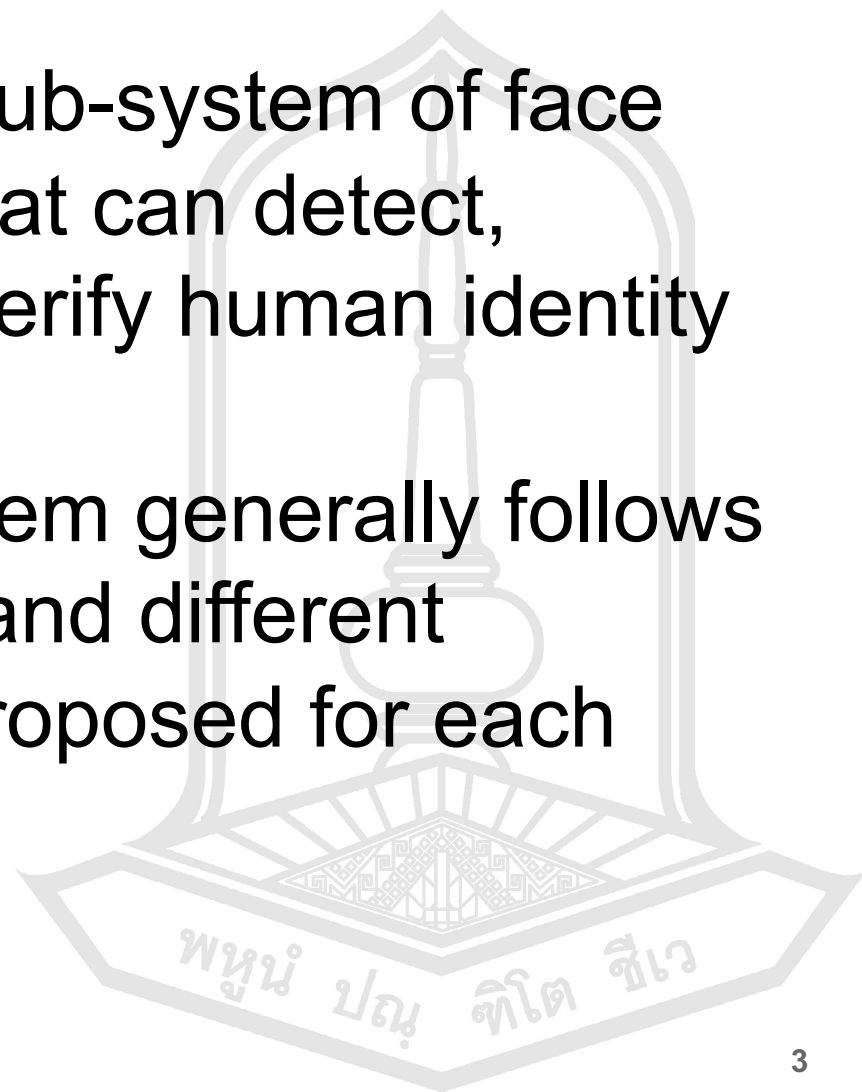 ub-system of face
at can detect,
erify human identity
em generally follows
and different
roposed for each
พหูนํ ปณฺฑิโต ชีเว
3